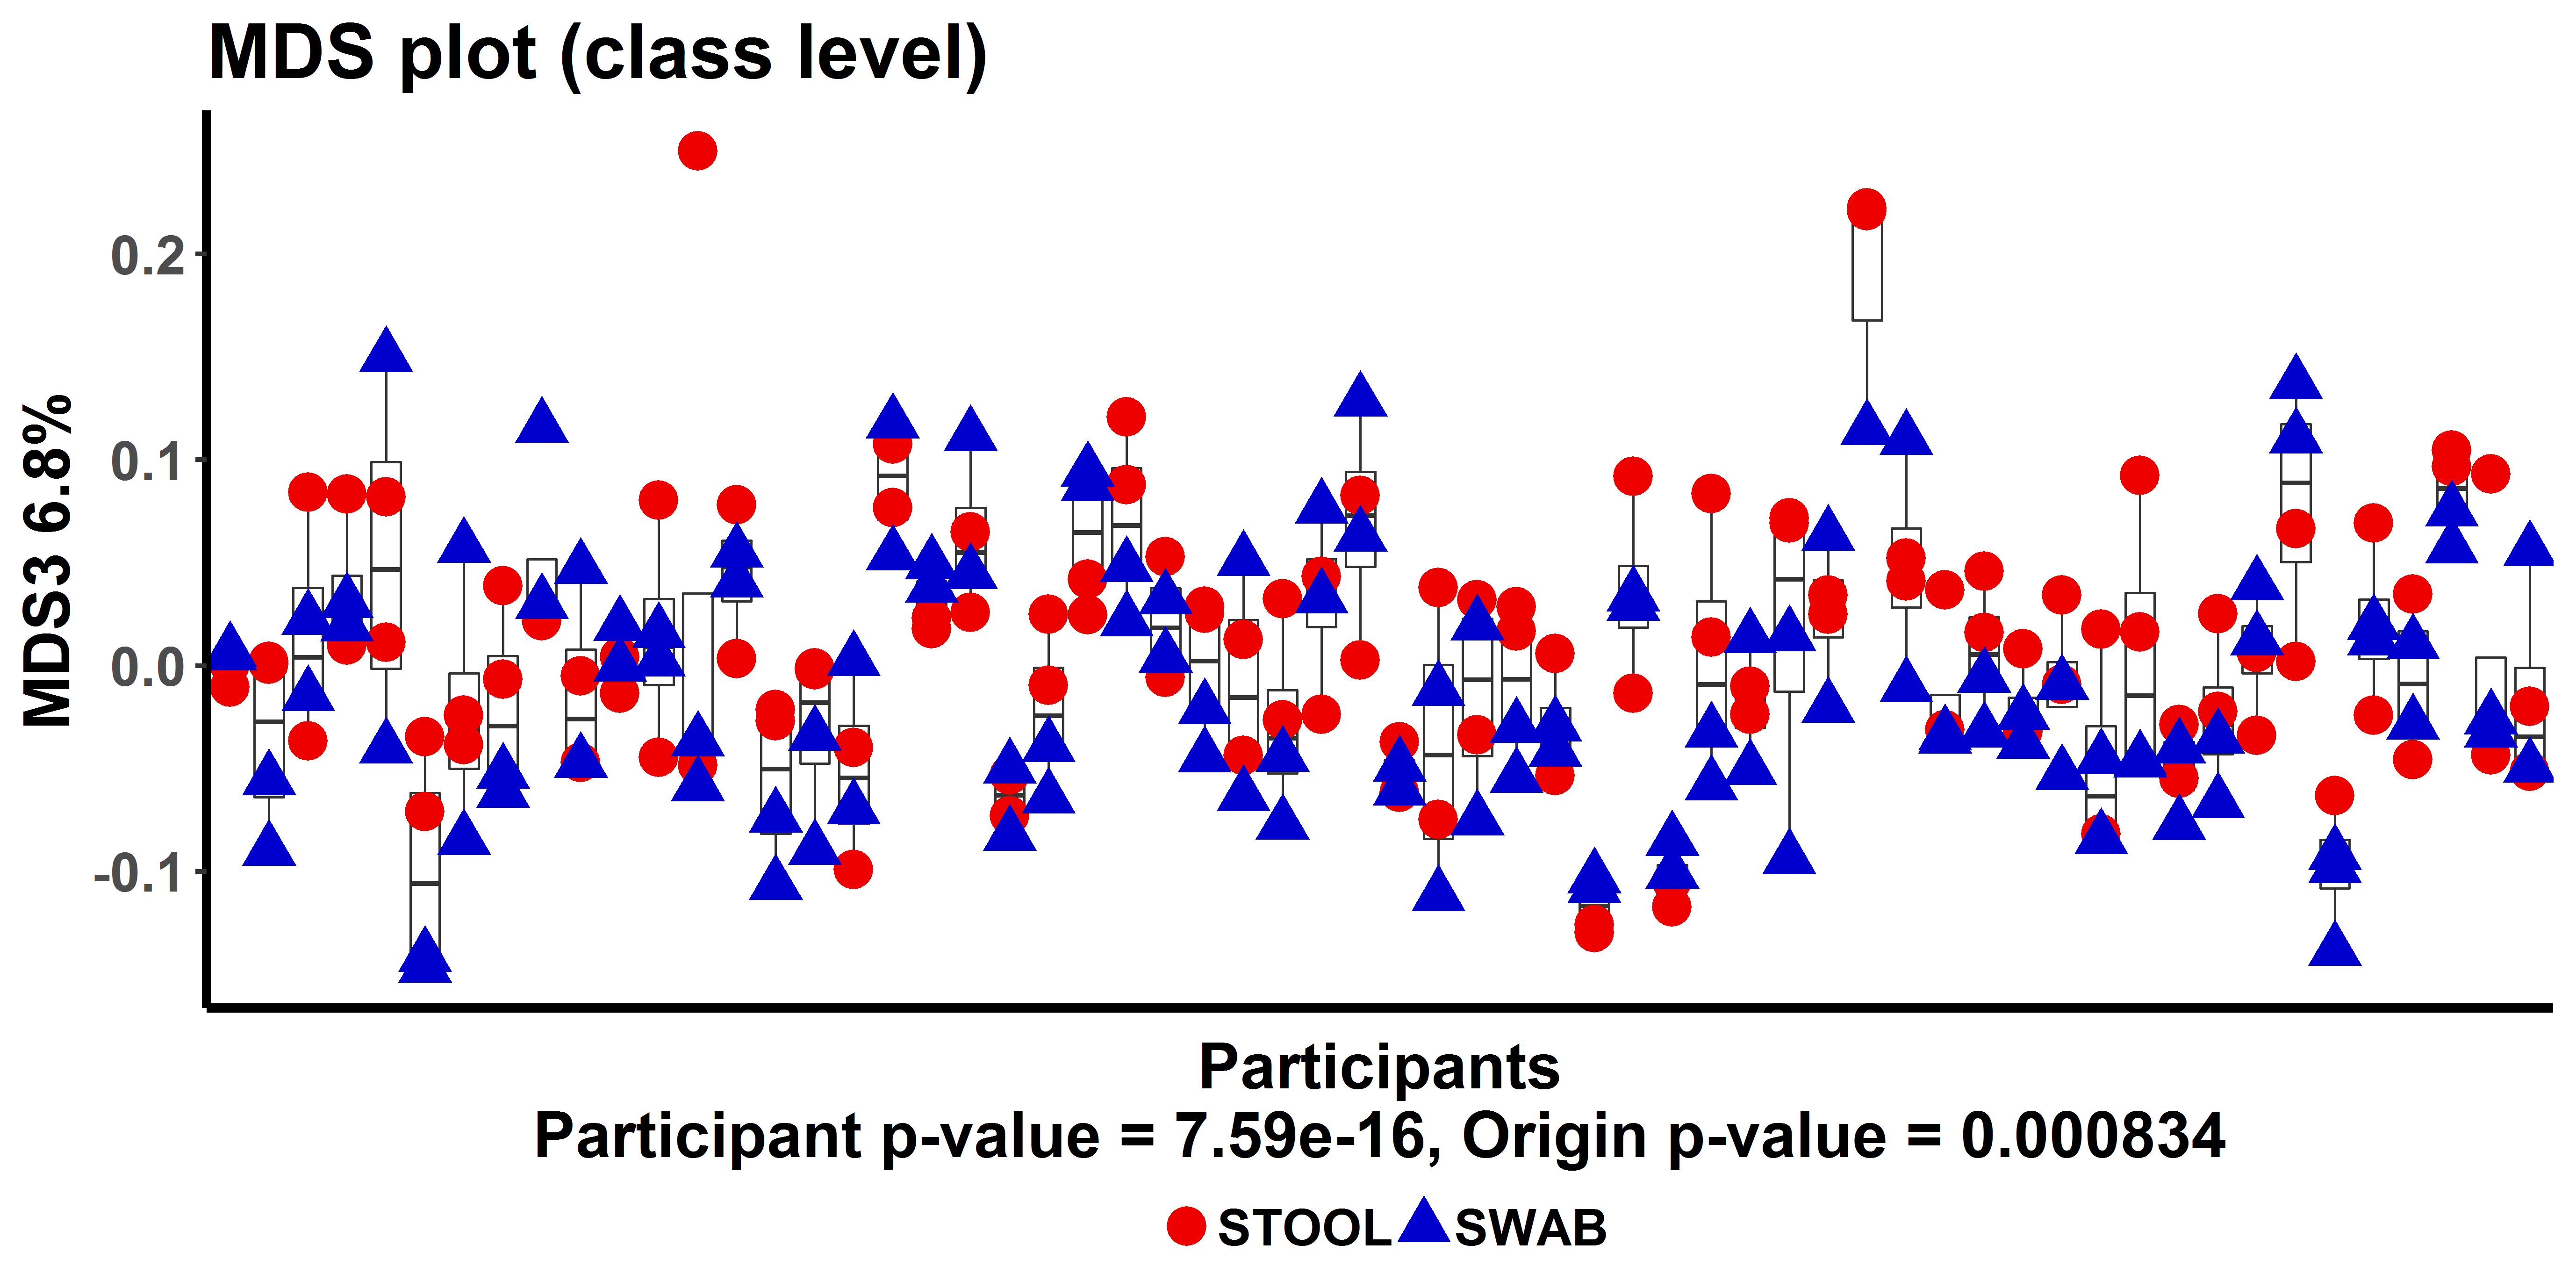 MDS plot (class level)
MDS3 6.8%
0.2
0.1
0.0
-0.1
Participants
Participant p-value = 7.59e-16, Origin p-value = 0.000834
STOOL SWAB